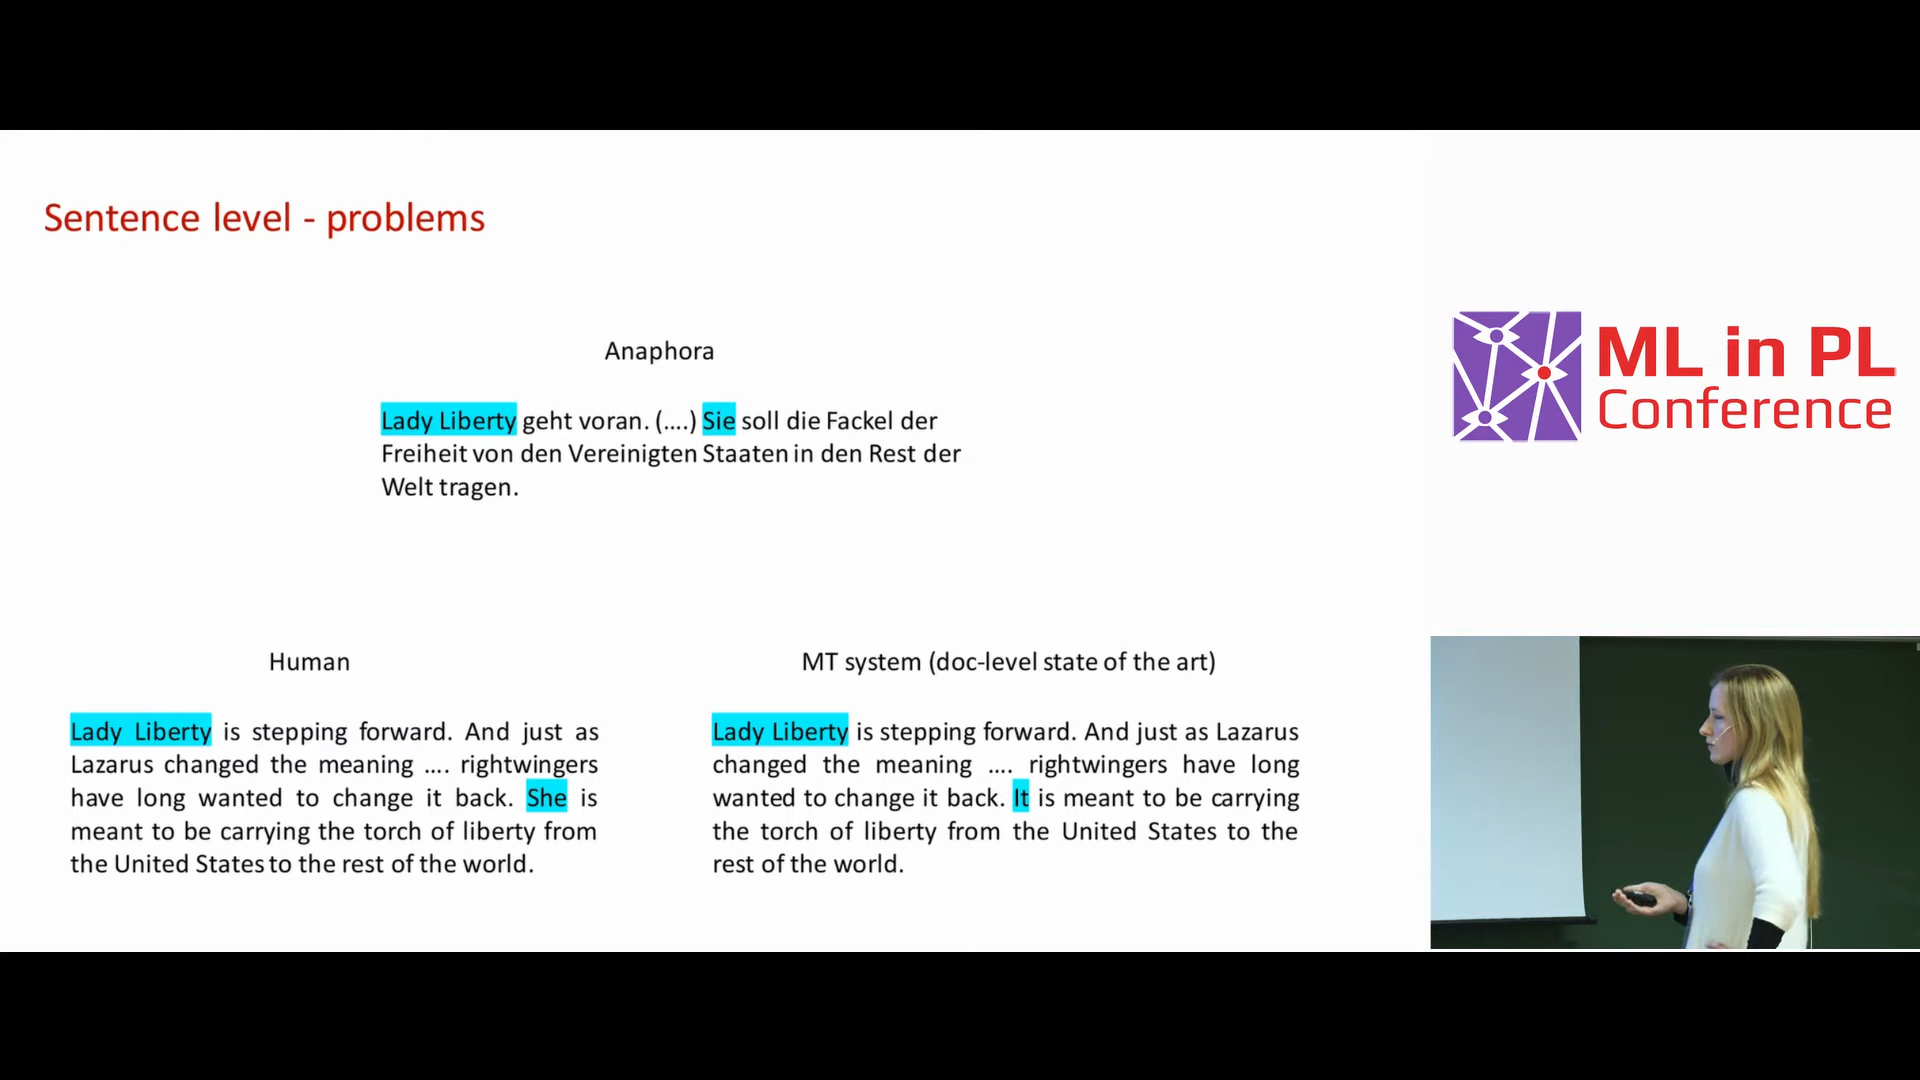 Sentence level - problems
ML in PL
Conference
Anaphora
Lady Liberty geht voran. (....) Sie soll die Fackel der
Freiheit von den Vereinigten Staaten in den Rest der
Welt tragen.
Human
Lady Liberty is stepping forward. And just as
Lazarus changed the meaning .... rightwingers
have long wanted to change it back. She is
meant to be carrying the torch of liberty from
the United States to the rest of the world.
MT system (doc-level state of the art)
Lady Liberty is stepping forward. And just as Lazarus
changed the meaning .... rightwingers have long
wanted to change it back. It is meant to be carrying
the torch of liberty from the United States to the
rest of the world.